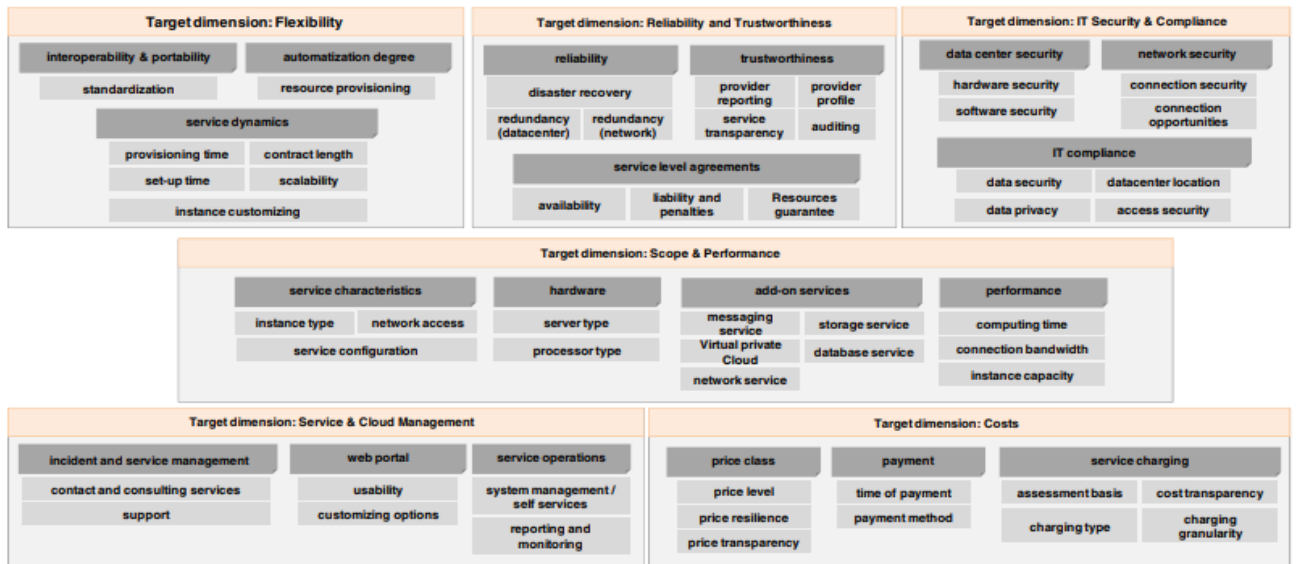 Target dimension: Flexibility
interoperability & portability
standardization
automatization degree
resource provisioning
service dynamics
provisioning time
contract length
set-up time
scalability
instance customizing
Target dimension: Reliability and Trustworthiness
reliability
disaster recovery
redundancy
(datacenter)
redundancy
(network)
trustworthiness
provider
reporting
provider
profile
service
transparency
auditing
service level agreements
availability
liability and
penalties
Resources
guarantee
Target dimension: IT Security & Compliance
data center security
hardware security
software security
network security
connection security
connection
opportunities
IT compliance
data security
datacenter location
data privacy
access security
Target dimension: Scope & Performance
service characteristics
instance type
network access
service configuration
hardware
server type
processor type
add-on services
messaging
service
storage service
Virtual private
Cloud
database service
network service
performance
computing time
connection bandwidth
instance capacity
Target dimension: Service & Cloud Management
incident and service management
contact and consulting services
support
web portal
usability
customizing options
service operations
system management /
self services
reporting and
monitoring
Target dimension: Costs
price class
price level
price resilience
price transparency
payment
time of payment
payment method
service charging
assessment basis
cost transparency
charging type
charging
granularity